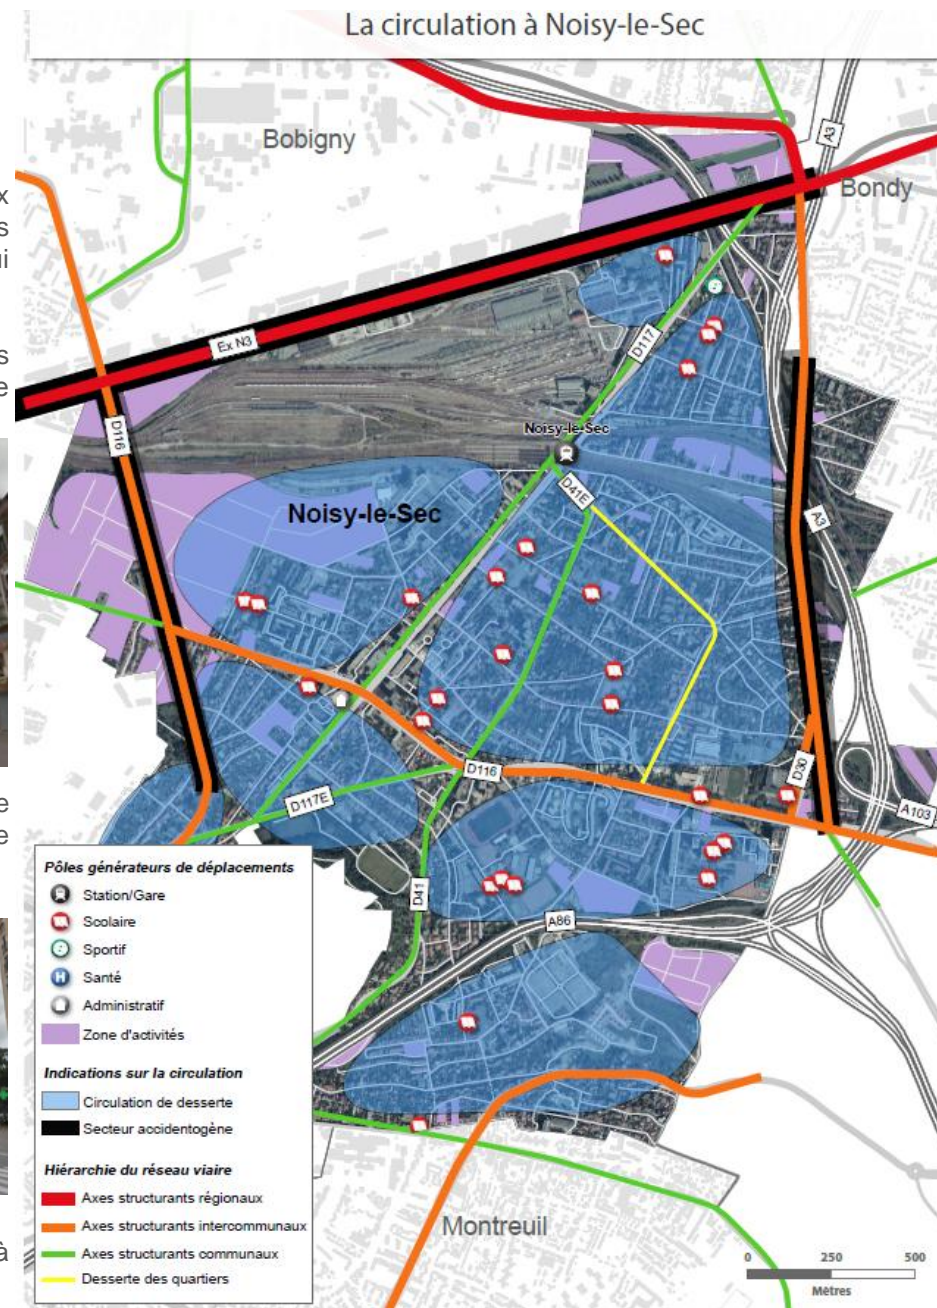 La circulation à Noisy-le-Sec
Bobigny
Bondy
A3
x
s
ui
Ex N3
D117
s
e
D116
Noisy-le-Sec
D41E
Noisy-le-Sec
A3
D116
D30
D117E
A103
e
e
D41
A86
Pôles générateurs de déplacements
Station/Gare
Scolaire
Sportif
H Santé
Administratif
Zone d'activités
Indications sur la circulation
Circulation de desserte
Secteur accidentogène
Hiérarchie du réseau viaire
Axes structurants régionaux
Axes structurants intercommunaux
Axes structurants communaux
Desserte des quartiers
à
Montreuil
0 250 500
Mètres